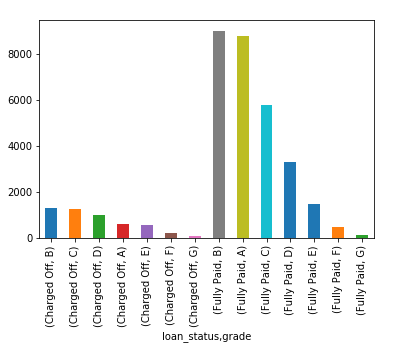 8000
6000
4000
2000
0
(Charged Off, B)
(Charged Off, C)
(Charged Off, D)
(Charged Off, A)
(Charged Off, E)
(Charged Off, F)
(Charged Off, G)
(Fully Paid, B)
(Fully Paid, A)
(Fully Paid, C)
(Fully Paid, D)
(Fully Paid, E)
(Fully Paid, F)
(Fully Paid, G)
loan_status,grade